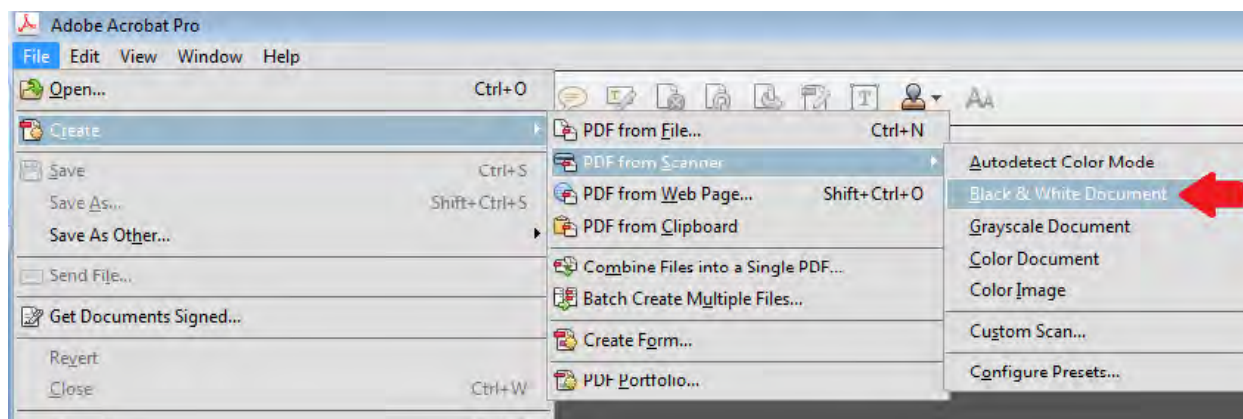 Adobe Acrobat Pro
File Edit View Window Help
Open... Ctrl+O
Create
Save Ctrl+S
Save As... Shift+Ctrl+S
Save As Other...
Send File...
Get Documents Signed...
Revert
Close Ctrl+W
PDF from File... Ctrl+N
PDF from Scanner
PDF from Web Page... Shift+Ctrl+O
PDF from Clipboard
Combine Files into a Single PDF...
Batch Create Multiple Files...
Create Form...
PDF Portfolio...
Autodetect Color Mode
Black & White Document
Grayscale Document
Color Document
Color Image
Custom Scan...
Configure Presets...